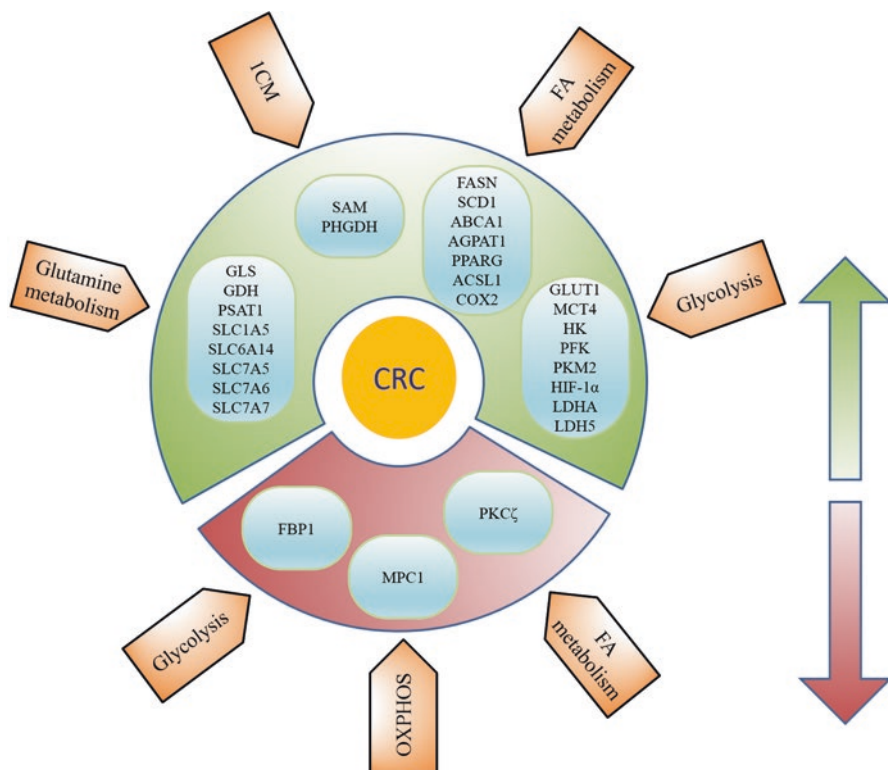 1CM
FA
metabolism
Glutamine
metabolism
SAM
PHGDH
FASN
SCD1
ABCA1
AGPAT1
PPARG
ACSL1
COX2
GLS
GDH
PSAT1
SLC1A5
SLC6A14
SLC7A5
SLC7A6
SLC7A7
GLUT1
MCT4
HK
PFK
PKM2
HIF-1α
LDHA
LDH5
Glycolysis
CRC
FBP1
MPC1
PKCζ
Glycolysis
OXPHOS
FA
metabolism